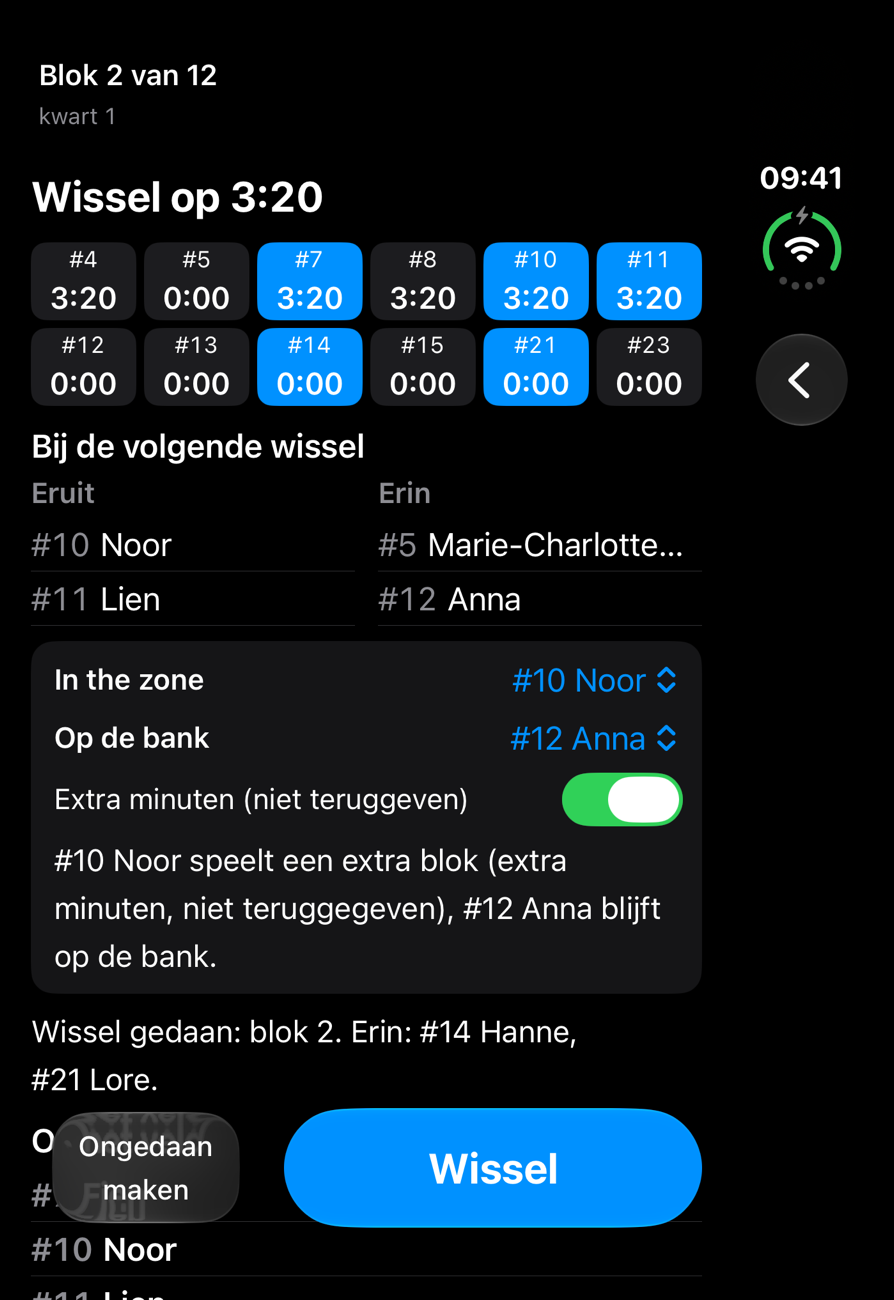 Blok 2 van 12
kwart 1
09:41
Wissel op 3:20
#4 #5 #7 #8 #10 #11
3:20 0:00 3:20 3:20 3:20 3:20
#12 #13 #14 #15 #21 #23
0:00 0:00 0:00 0:00 0:00 0:00
Bij de volgende wissel
Eruit Erin
#10 Noor #5 Marie-Charlotte...
#11 Lien #12 Anna
In the zone #10 Noor
Op de bank #12 Anna
Extra minuten (niet teruggeven)
#10 Noor speelt een extra blok (extra
minuten, niet teruggegeven), #12 Anna blijft
op de bank.
Wissel gedaan: blok 2. Erin: #14 Hanne,
#21 Lore.
Ongedaan
maken
Wissel
#10 Noor